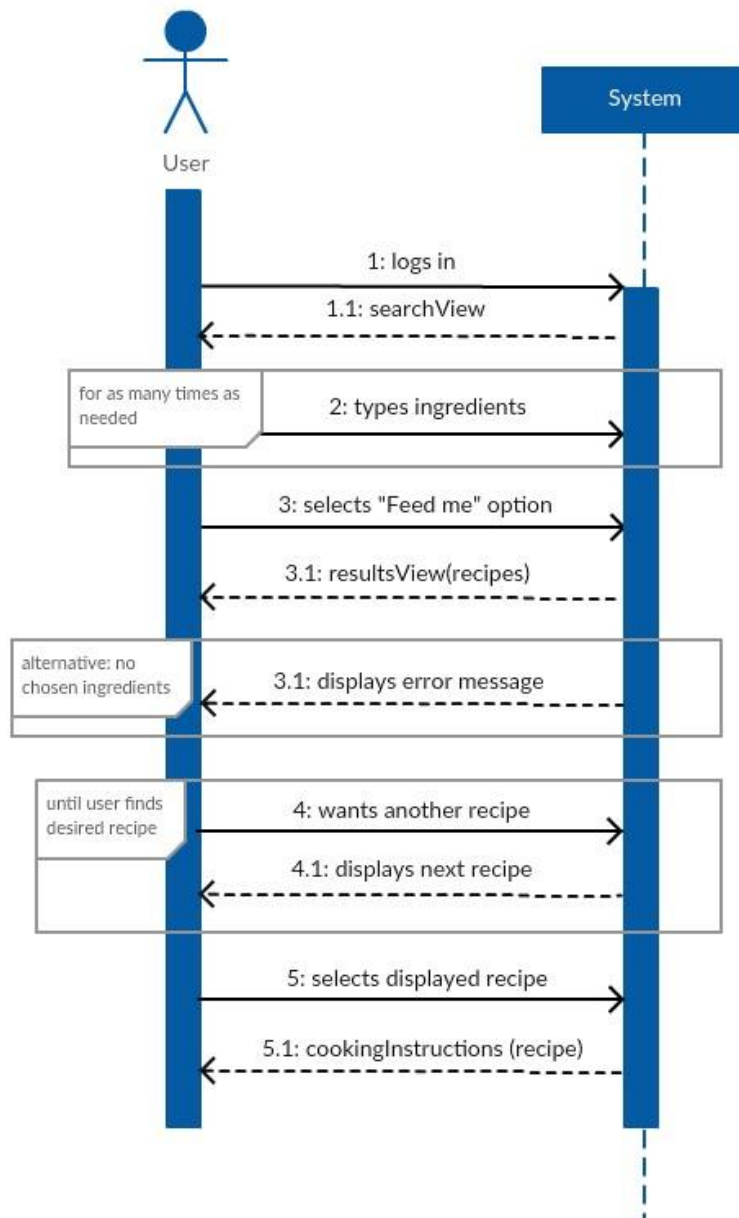 System
User
1: logs in
1.1: searchView
for as many times as
needed
2: types ingredients
3: selects "Feed me" option
3.1: resultsView(recipes)
alternative: no
chosen ingredients
3.1: displays error message
until user finds
desired recipe
4: wants another recipe
4.1: displays next recipe
5: selects displayed recipe
5.1: cookingInstructions (recipe)